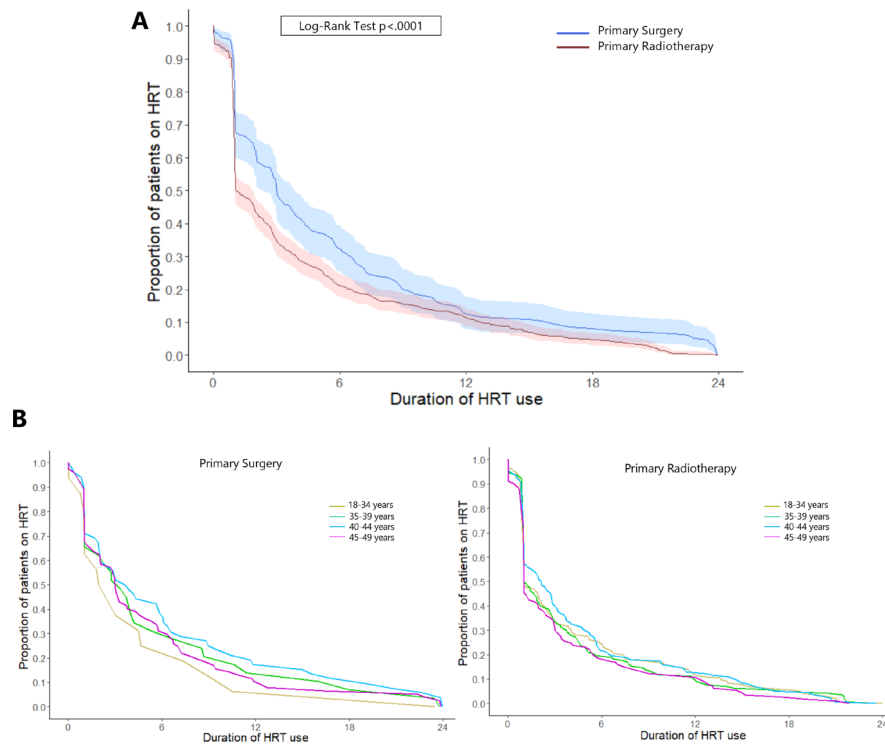 A
Log-Rank Test p<.0001
Primary Surgery
Primary Radiotherapy
Proportion of patients on HRT
1.0
0.9
0.8
0.7
0.6
0.5
0.4
0.3
0.2
0.1
0.0
0 6 12 18 24
Duration of HRT use
B
Primary Surgery
18-34 years
35-39 years
40-44 years
45-49 years
Proportion of patients on HRT
1.0
0.9
0.8
0.7
0.6
0.5
0.4
0.3
0.2
0.1
0.0
0 6 12 24
Duration of HRT use
Primary Radiotherapy
18-34 years
35-39 years
40-44 years
45-49 years
Proportion of patients on HRT
1.0
0.9
0.8
0.7
0.6
0.5
0.4
0.3
0.2
0.1
0.0
0 6 12 18 24
Duration of HRT use